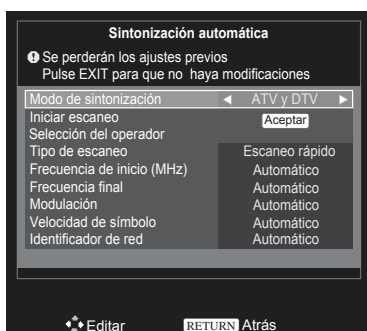 Sintonización automática
Se perderán los ajustes previos
Pulse EXIT para que no haya modificaciones
Modo de sintonización ATV y DTV
Iniciar escaneo Aceptar
Selección del operador
Tipo de escaneo Escaneo rápido
Frecuencia de inicio (MHz) Automático
Frecuencia final Automático
Modulación Automático
Velocidad de símbolo Automático
Identificador de red Automático
Editar RETURN Atrás